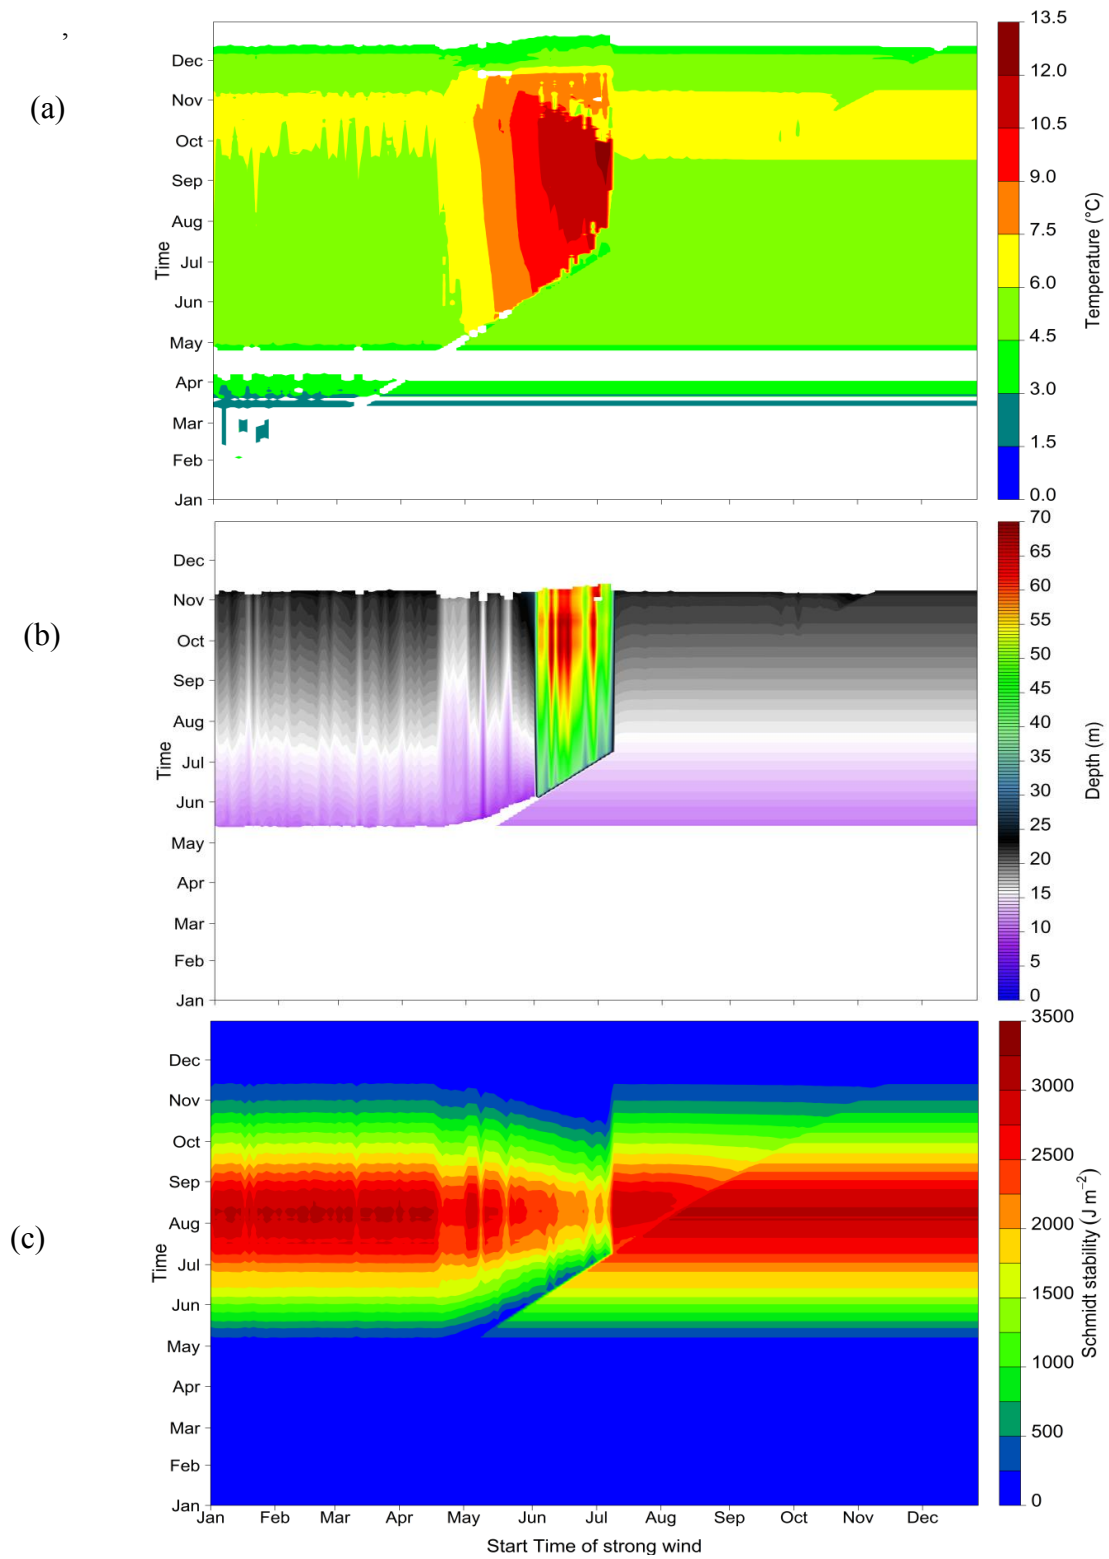 ,
(a)
Dec
Nov
Oct
Sep
Aug
Jul
Jun
May
Apr
Mar
Feb
Jan
Time
13.5
12.0
10.5
9.0
7.5
6.0
4.5
3.0
1.5
0.0
Temperature (°C)
(b)
Dec
Nov
Oct
Sep
Aug
Jul
Jun
May
Apr
Mar
Feb
Jan
Time
70
65
60
55
50
45
40
35
30
25
20
15
10
5
0
Depth (m)
(c)
Dec
Nov
Oct
Sep
Aug
Jul
Jun
May
Apr
Mar
Feb
Jan
Time
3500
3000
2500
2000
1500
1000
500
0
Schmidt stability (J m⁻²)
Jan Feb Mar Apr May Jun Jul Aug Sep Oct Nov Dec
Start Time of strong wind